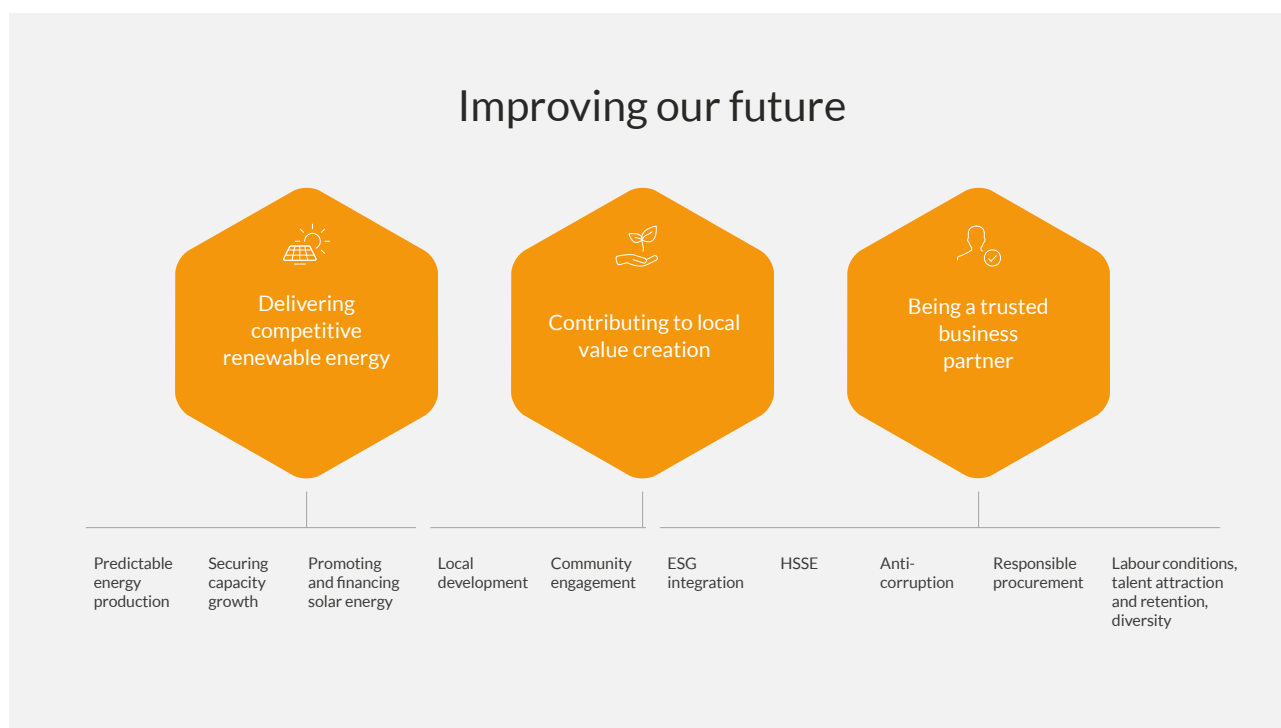 Improving our future
Delivering
competitive
renewable energy
Contributing to local
value creation
Being a trusted
business
partner
Predictable
energy
production
Securing
capacity
growth
Promoting
and financing
solar energy
Local
development
Community
engagement
ESG
integration
HSSE
Anti-
corruption
Responsible
procurement
Labour conditions,
talent attraction
and retention,
diversity